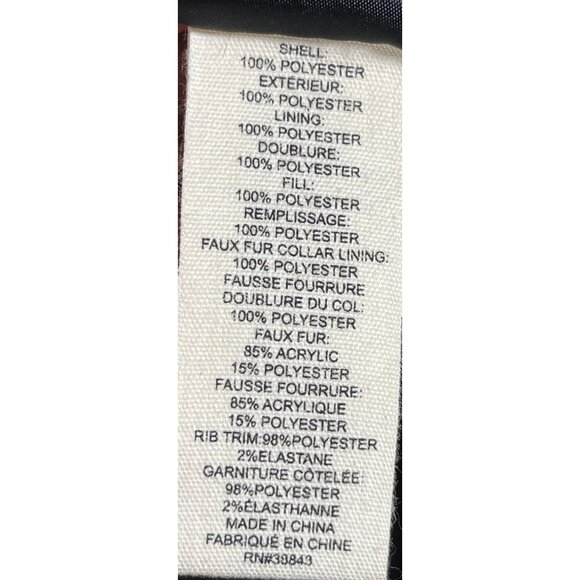 SHELL:
100% POLYESTER
EXTÉRIEUR:
100% POLYESTER
LINING:
100% POLYESTER
DOUBLURE:
100% POLYESTER
FILL:
100% POLYESTER
REMPLISSAGE:
100% POLYESTER
FAUX FUR COLLAR LINING:
100% POLYESTER
FAUSSE FOURRURE
DOUBLURE DU COL:
100% POLYESTER
FAUX FUR:
85% ACRYLIC
15% POLYESTER
FAUSSE FOURRURE:
85% ACRYLIQUE
15% POLYESTER
RIB TRIM:98%POLYESTER
2%ELASTANE
GARNITURE CÔTELÉE:
98%POLYESTER
2%ÉLASTHANNE
MADE IN CHINA
FABRIQUÉ EN CHINE
RN#38843